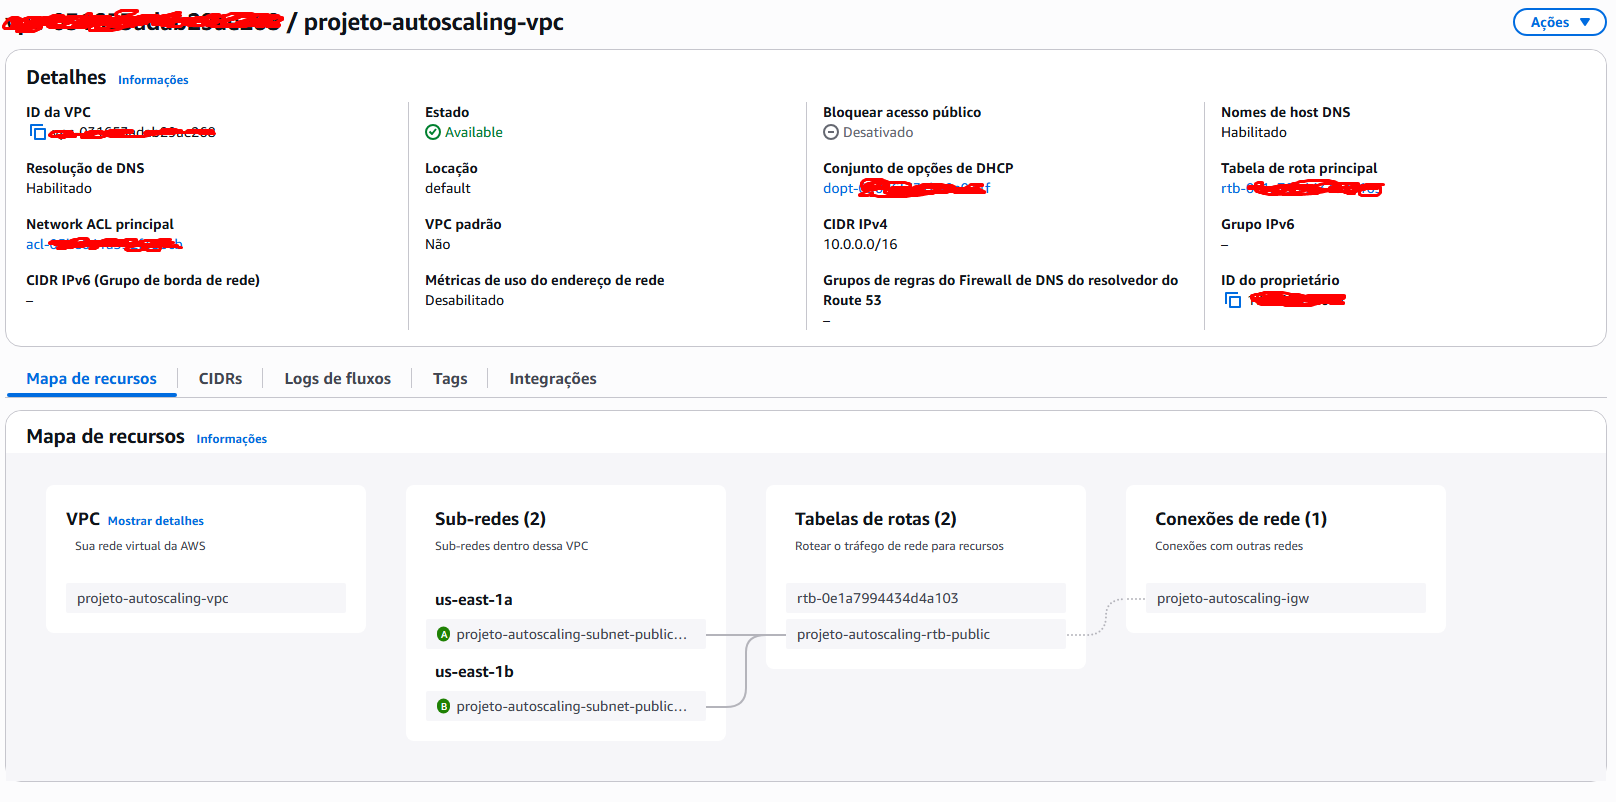 / projeto-autoscaling-vpc
Ações
Detalhes Informações
ID da VPC
Estado
Available
Bloquear acesso público
Desativado
Nomes de host DNS
Habilitado
Resolução de DNS
Habilitado
Locação
default
Conjunto de opções de DHCP
dopt-
Tabela de rota principal
rtb-
Network ACL principal
acl-
VPC padrão
Não
CIDR IPv4
10.0.0.0/16
Grupo IPv6
–
CIDR IPv6 (Grupo de borda de rede)
–
Métricas de uso do endereço de rede
Desabilitado
Grupos de regras do Firewall de DNS do resolvedor do
Route 53
–
ID do proprietário
Mapa de recursos CIDRs Logs de fluxos Tags Integrações
Mapa de recursos Informações
VPC Mostrar detalhes
Sua rede virtual da AWS
projeto-autoscaling-vpc
Sub-redes (2)
Sub-redes dentro dessa VPC
us-east-1a
A projeto-autoscaling-subnet-public...
us-east-1b
B projeto-autoscaling-subnet-public...
Tabelas de rotas (2)
Rotear o tráfego de rede para recursos
rtb-0e1a7994434d4a103
projeto-autoscaling-rtb-public
Conexões de rede (1)
Conexões com outras redes
projeto-autoscaling-igw